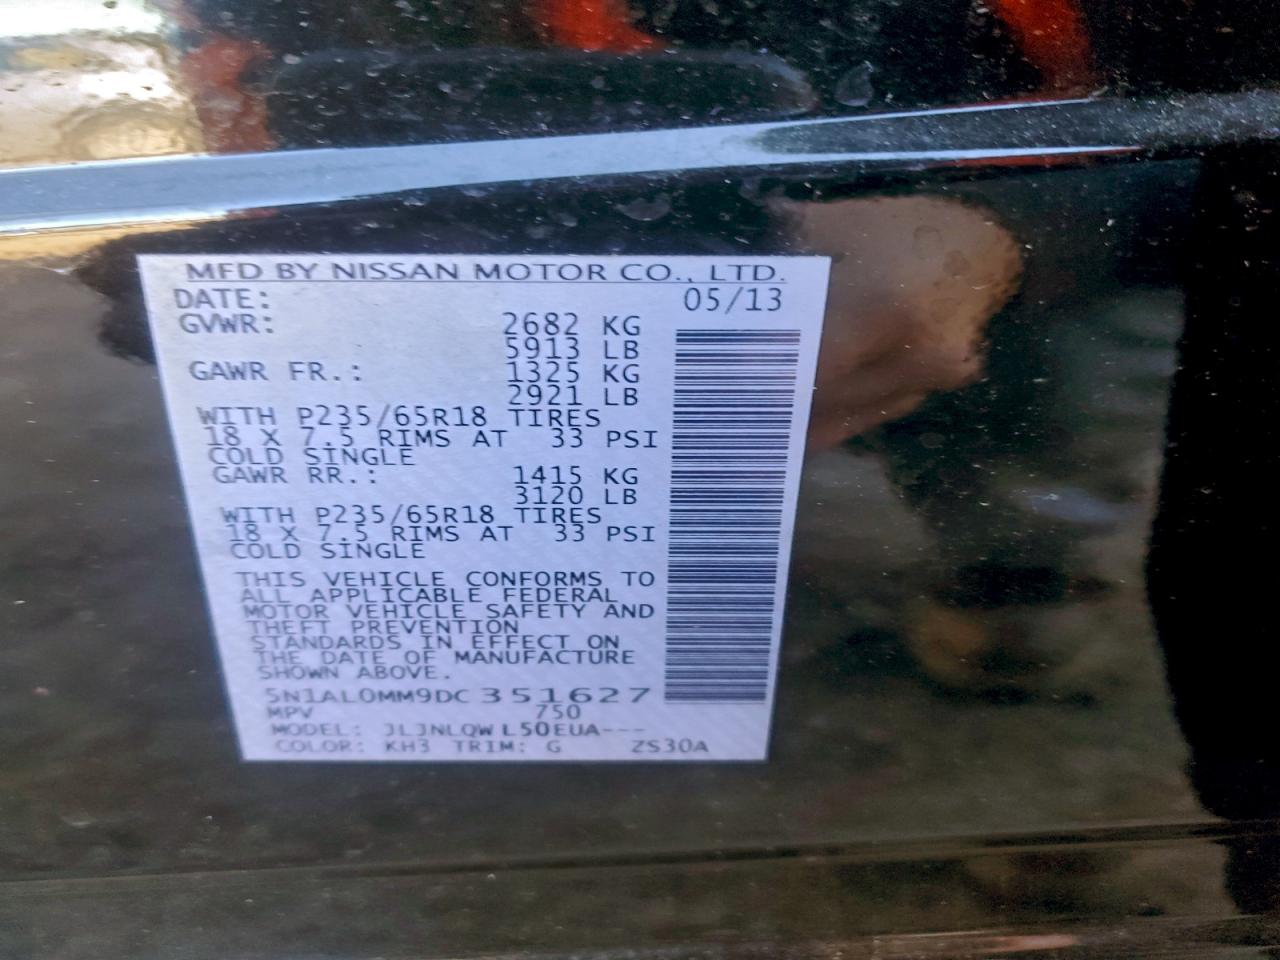 MFD BY NISSAN MOTOR CO., LTD.
DATE: 05/13
GVWR: 2682 KG
5913 LB
GAWR FR.: 1325 KG
2921 LB
WITH P235/65R18 TIRES
18 X 7.5 RIMS AT 33 PSI
COLD SINGLE
GAWR RR.: 1415 KG
3120 LB
WITH P235/65R18 TIRES
18 X 7.5 RIMS AT 33 PSI
COLD SINGLE
THIS VEHICLE CONFORMS TO
ALL APPLICABLE FEDERAL
MOTOR VEHICLE SAFETY AND
THEFT PREVENTION
STANDARDS IN EFFECT ON
THE DATE OF MANUFACTURE
SHOWN ABOVE.
5N1AL0MM9DC351627
MPV 750
MODEL: JLJNLQWL50EUA---
COLOR: KH3 TRIM: G ZS30A